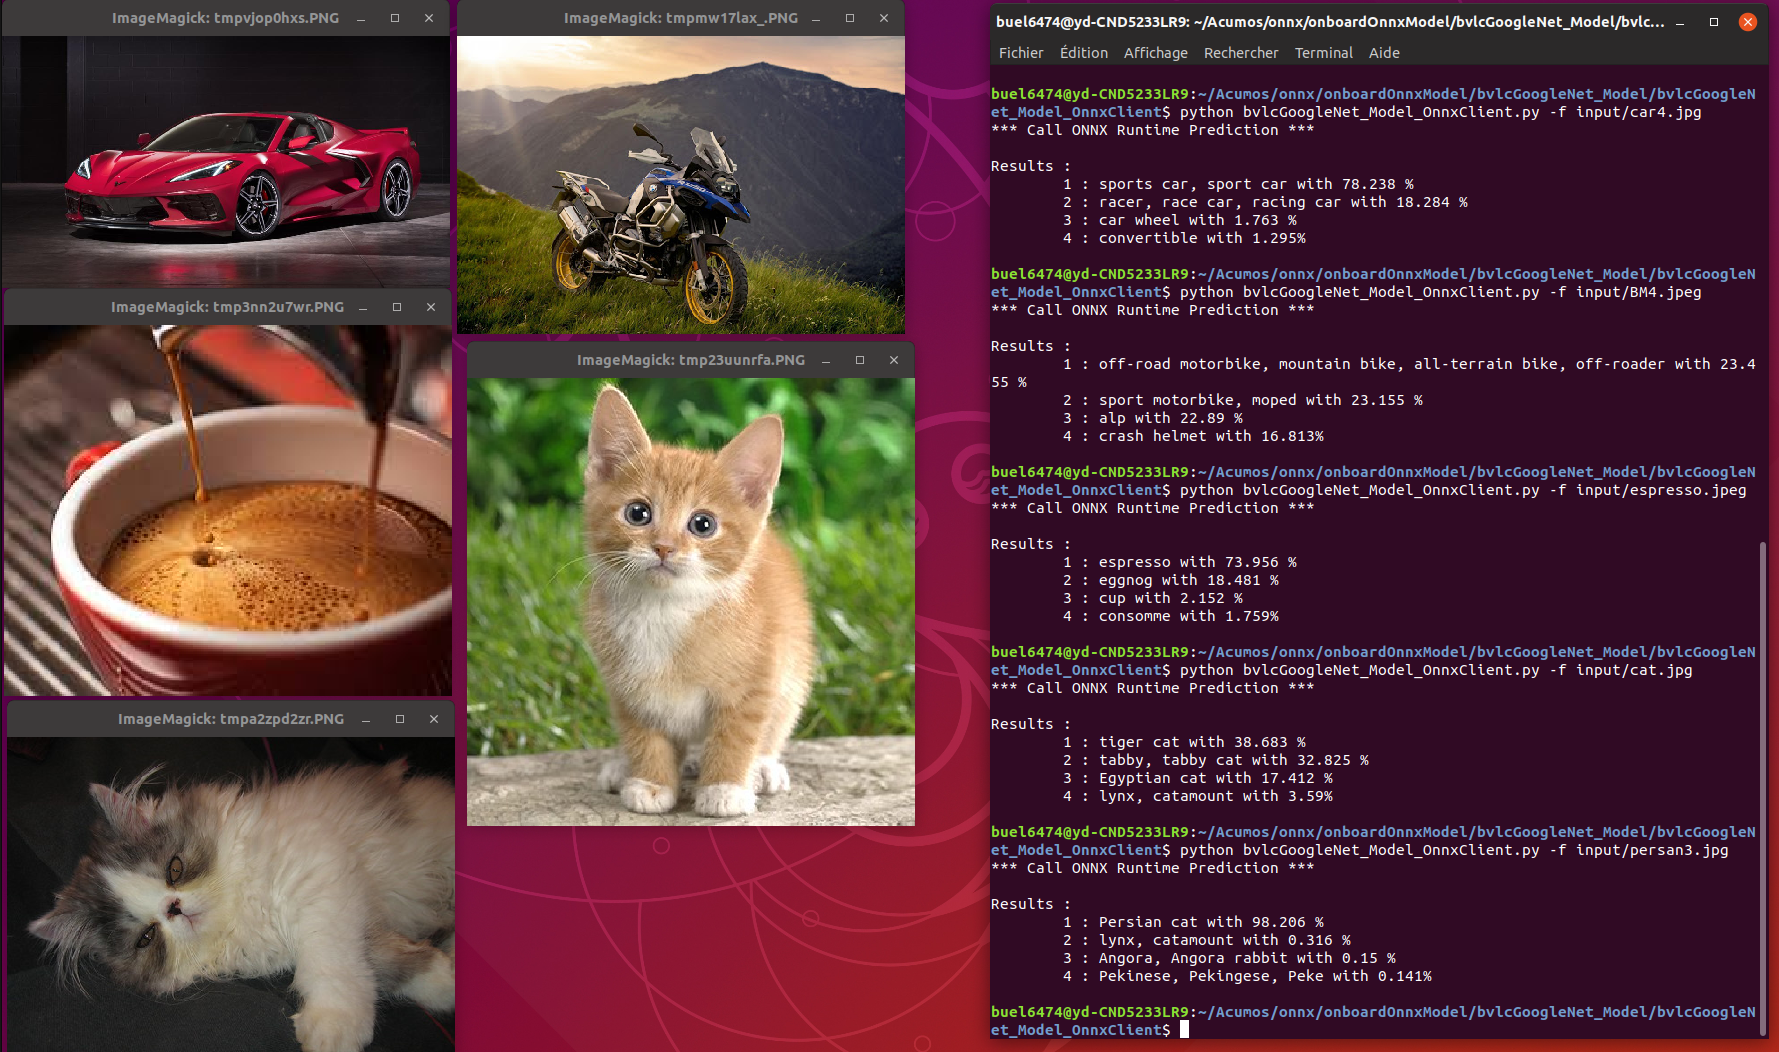 ImageMagick: tmpvjop0hxs.PNG
ImageMagick: tmpmw17lax_.PNG
ImageMagick: tmp3nn2u7wr.PNG
ImageMagick: tmp23uunrfa.PNG
ImageMagick: tmpa2zpd2zr.PNG
buel6474@yd-CND5233LR9: ~/Acumos/onnx/onboardOnnxModel/bvlcGoogleNet_Model/bvlc...
Fichier Édition Affichage Rechercher Terminal Aide
buel6474@yd-CND5233LR9:~/Acumos/onnx/onboardOnnxModel/bvlcGoogleNet_Model/bvlcGoogleN
et_Model_OnnxClient$ python bvlcGoogleNet_Model_OnnxClient.py -f input/car4.jpg
*** Call ONNX Runtime Prediction ***
Results :
1 : sports car, sport car with 78.238 %
2 : racer, race car, racing car with 18.284 %
3 : car wheel with 1.763 %
4 : convertible with 1.295%
buel6474@yd-CND5233LR9:~/Acumos/onnx/onboardOnnxModel/bvlcGoogleNet_Model/bvlcGoogleN
et_Model_OnnxClient$ python bvlcGoogleNet_Model_OnnxClient.py -f input/BM4.jpeg
*** Call ONNX Runtime Prediction ***
Results :
1 : off-road motorbike, mountain bike, all-terrain bike, off-roader with 23.4
55 %
2 : sport motorbike, moped with 23.155 %
3 : alp with 22.89 %
4 : crash helmet with 16.813%
buel6474@yd-CND5233LR9:~/Acumos/onnx/onboardOnnxModel/bvlcGoogleNet_Model/bvlcGoogleN
et_Model_OnnxClient$ python bvlcGoogleNet_Model_OnnxClient.py -f input/espresso.jpeg
*** Call ONNX Runtime Prediction ***
Results :
1 : espresso with 73.956 %
2 : eggnog with 18.481 %
3 : cup with 2.152 %
4 : consomme with 1.759%
buel6474@yd-CND5233LR9:~/Acumos/onnx/onboardOnnxModel/bvlcGoogleNet_Model/bvlcGoogleN
et_Model_OnnxClient$ python bvlcGoogleNet_Model_OnnxClient.py -f input/cat.jpg
*** Call ONNX Runtime Prediction ***
Results :
1 : tiger cat with 38.683 %
2 : tabby, tabby cat with 32.825 %
3 : Egyptian cat with 17.412 %
4 : lynx, catamount with 3.59%
buel6474@yd-CND5233LR9:~/Acumos/onnx/onboardOnnxModel/bvlcGoogleNet_Model/bvlcGoogleN
et_Model_OnnxClient$ python bvlcGoogleNet_Model_OnnxClient.py -f input/persan3.jpg
*** Call ONNX Runtime Prediction ***
Results :
1 : Persian cat with 98.206 %
2 : lynx, catamount with 0.316 %
3 : Angora, Angora rabbit with 0.15 %
4 : Pekinese, Pekingese, Peke with 0.141%
buel6474@yd-CND5233LR9:~/Acumos/onnx/onboardOnnxModel/bvlcGoogleNet_Model/bvlcGoogleN
et_Model_OnnxClient$